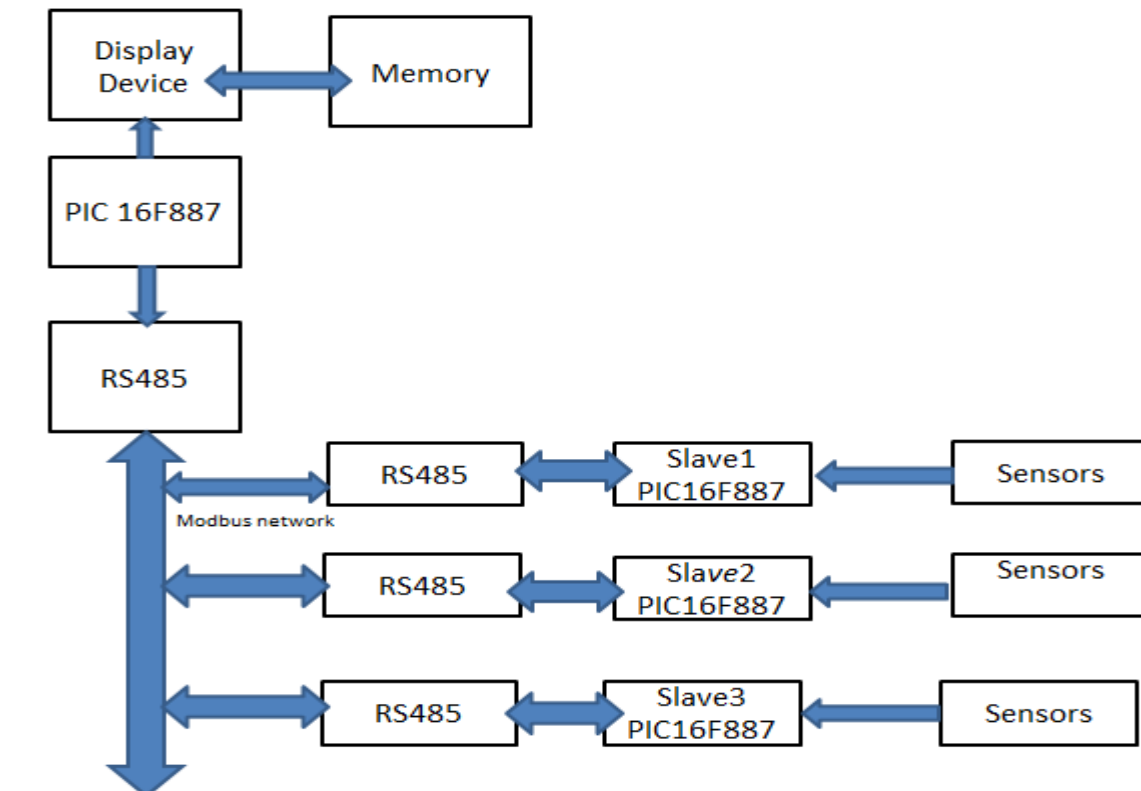 Display
Device
Memory
PIC 16F887
RS485
RS485
Slave1
PIC16F887
Sensors
Modbus network
RS485
Slave2
PIC16F887
Sensors
RS485
Slave3
PIC16F887
Sensors